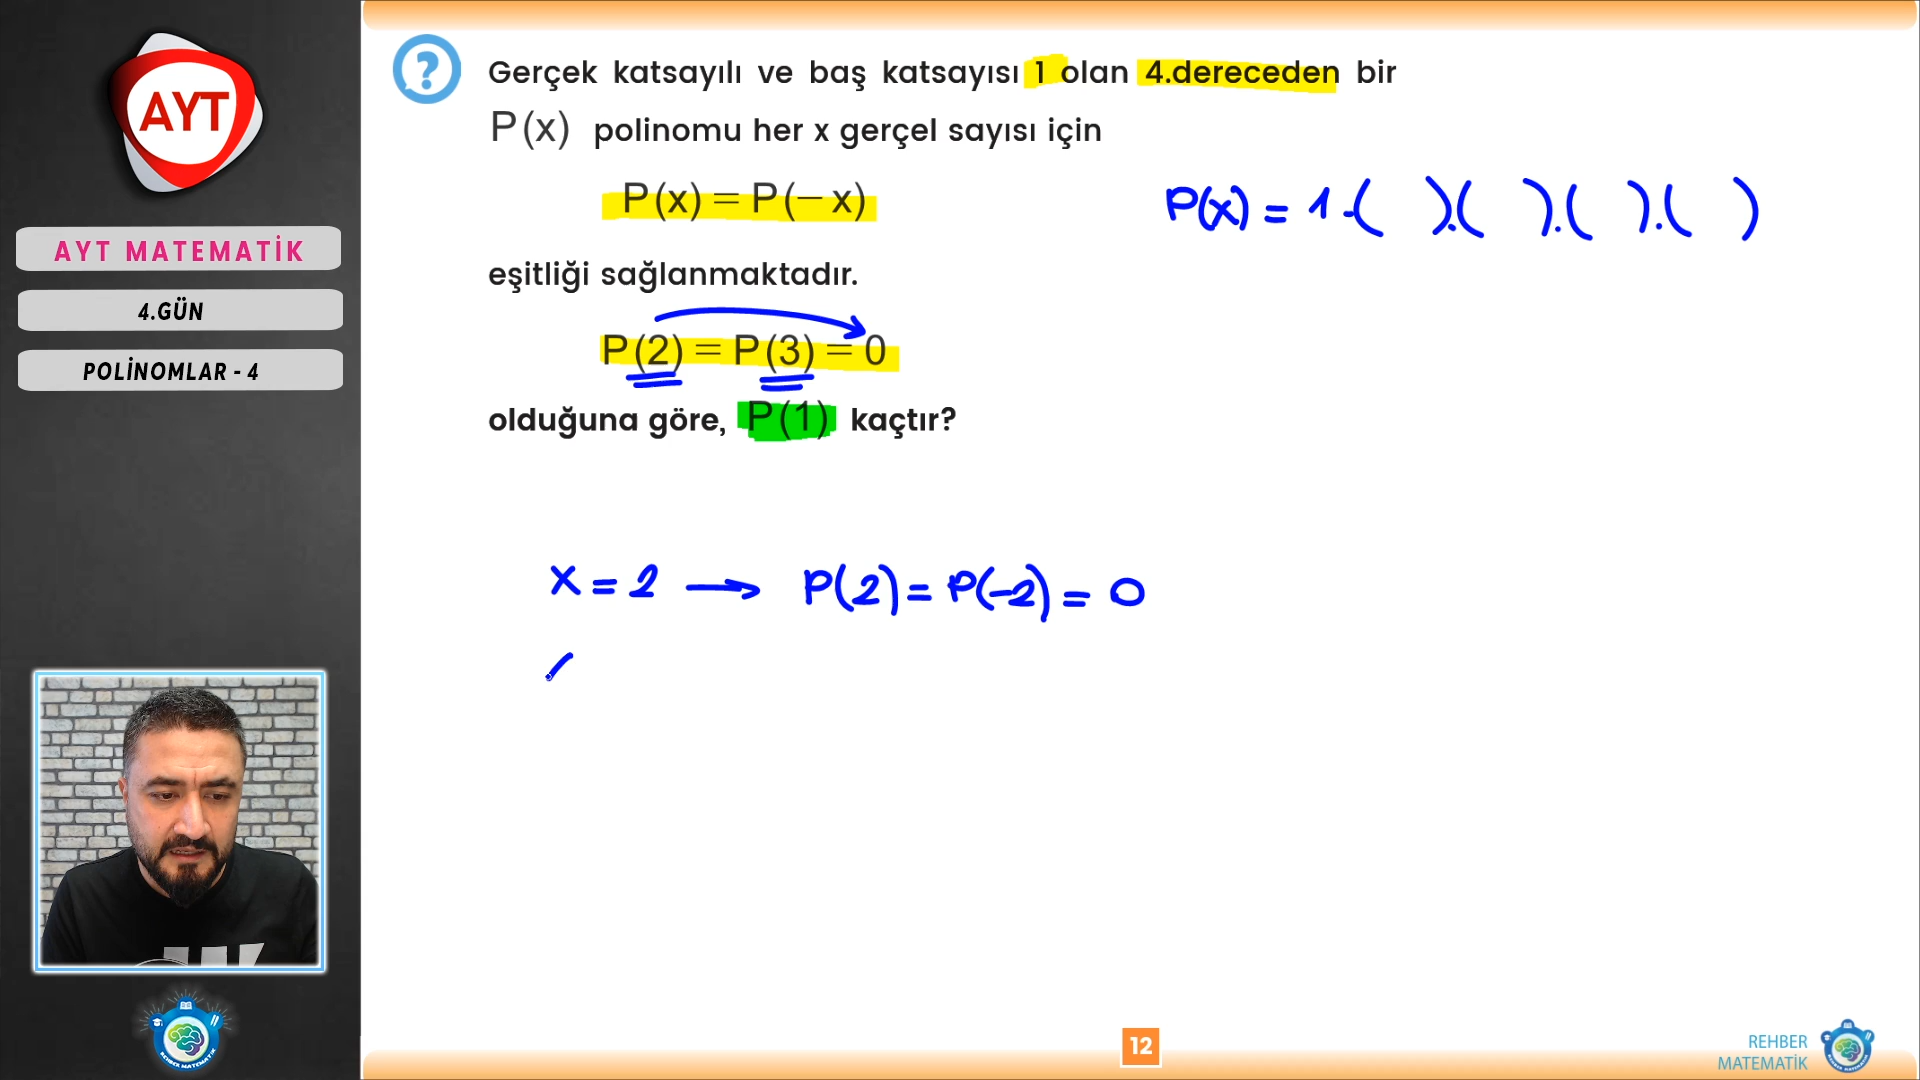 AYT
AYT MATEMATİK
4.GÜN
POLİNOMLAR - 4
Gerçek katsayılı ve baş katsayısı 1 olan 4.dereceden bir
P(x) polinomu her x gerçel sayısı için
P(x) = P(−x)
eşitliği sağlanmaktadır.
P(2) = P(3) = 0
olduğuna göre, P(1) kaçtır?
P(x) = 1.( ).( ).( ).( )
x = 2 → P(2) = P(-2) = 0
12
REHBER
MATEMATİK
REHBER MATEMATİK